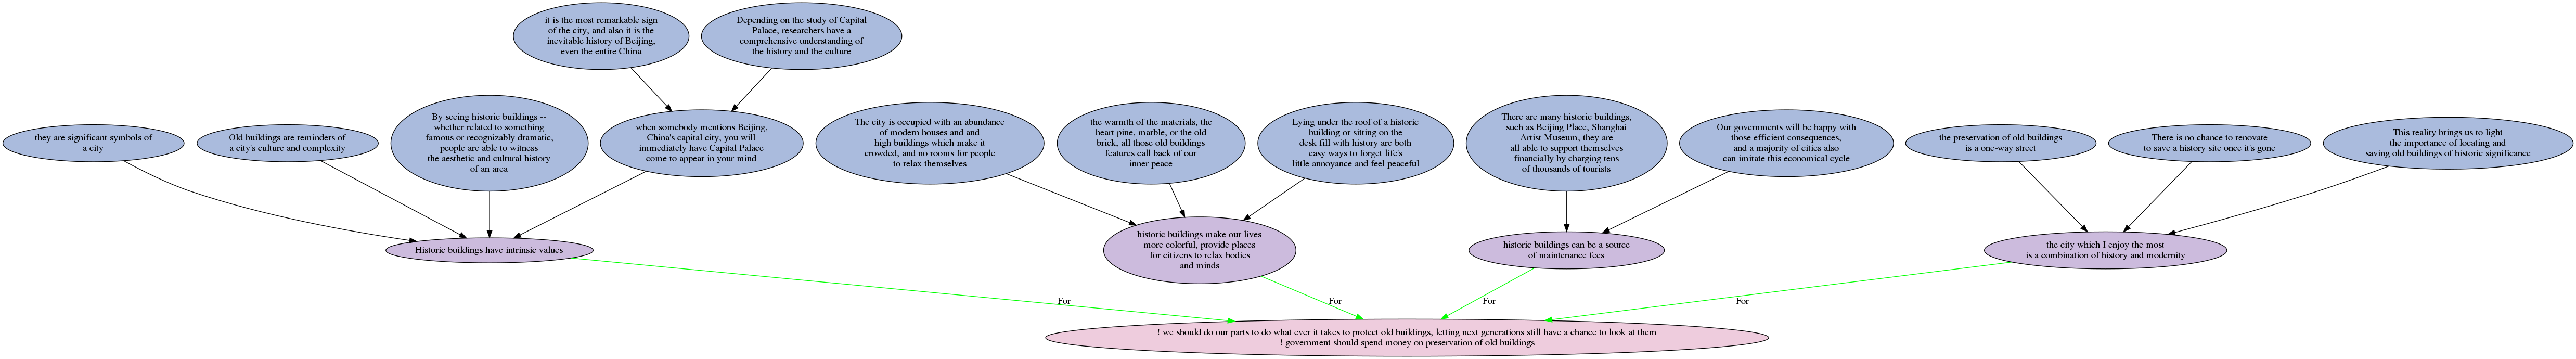 it is the most remarkable sign
of the city, and also it is the
inevitable history of Beijing,
even the entire China
Depending on the study of Capital
Palace, researchers have a
comprehensive understanding of
the history and the culture
they are significant symbols of
a city
Old buildings are reminders of
a city's culture and complexity
By seeing historic buildings --
whether related to something
famous or recognizably dramatic,
people are able to witness
the aesthetic and cultural history
of an area
when somebody mentions Beijing,
China's capital city, you will
immediately have Capital Palace
come to appear in your mind
The city is occupied with an abundance
of modern houses and and
high buildings which make it
crowded, and no rooms for people
to relax themselves
the warmth of the materials, the
heart pine, marble, or the old
brick, all those old buildings
features call back of our
inner peace
Lying under the roof of a historic
building or sitting on the
desk fill with history are both
easy ways to forget life's
little annoyance and feel peaceful
There are many historic buildings,
such as Beijing Place, Shanghai
Artist Museum, they are
all able to support themselves
financially by charging tens
of thousands of tourists
Our governments will be happy with
those efficient consequences,
and a majority of cities also
can imitate this economical cycle
the preservation of old buildings
is a one-way street
There is no chance to renovate
to save a history site once it's gone
This reality brings us to light
the importance of locating and
saving old buildings of historic significance
Historic buildings have intrinsic values
historic buildings make our lives
more colorful, provide places
for citizens to relax bodies
and minds
historic buildings can be a source
of maintenance fees
the city which I enjoy the most
is a combination of history and modernity
For
For
For
For
! we should do our parts to do what ever it takes to protect old buildings, letting next generations still have a chance to look at them
! government should spend money on preservation of old buildings